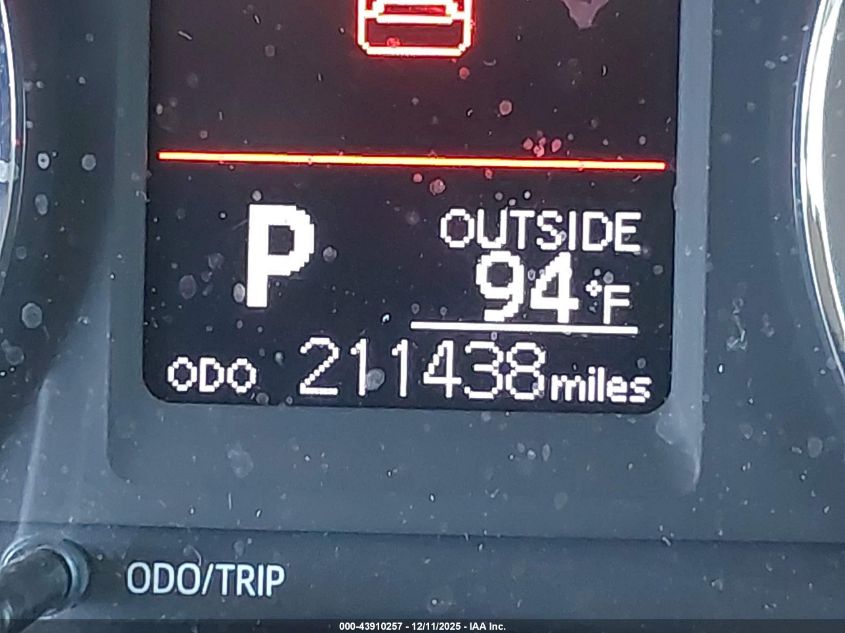 P
OUTSIDE
94°F
ODO 211438 miles
ODO/TRIP
000-43910257 - 12/11/2025 - IAA Inc.